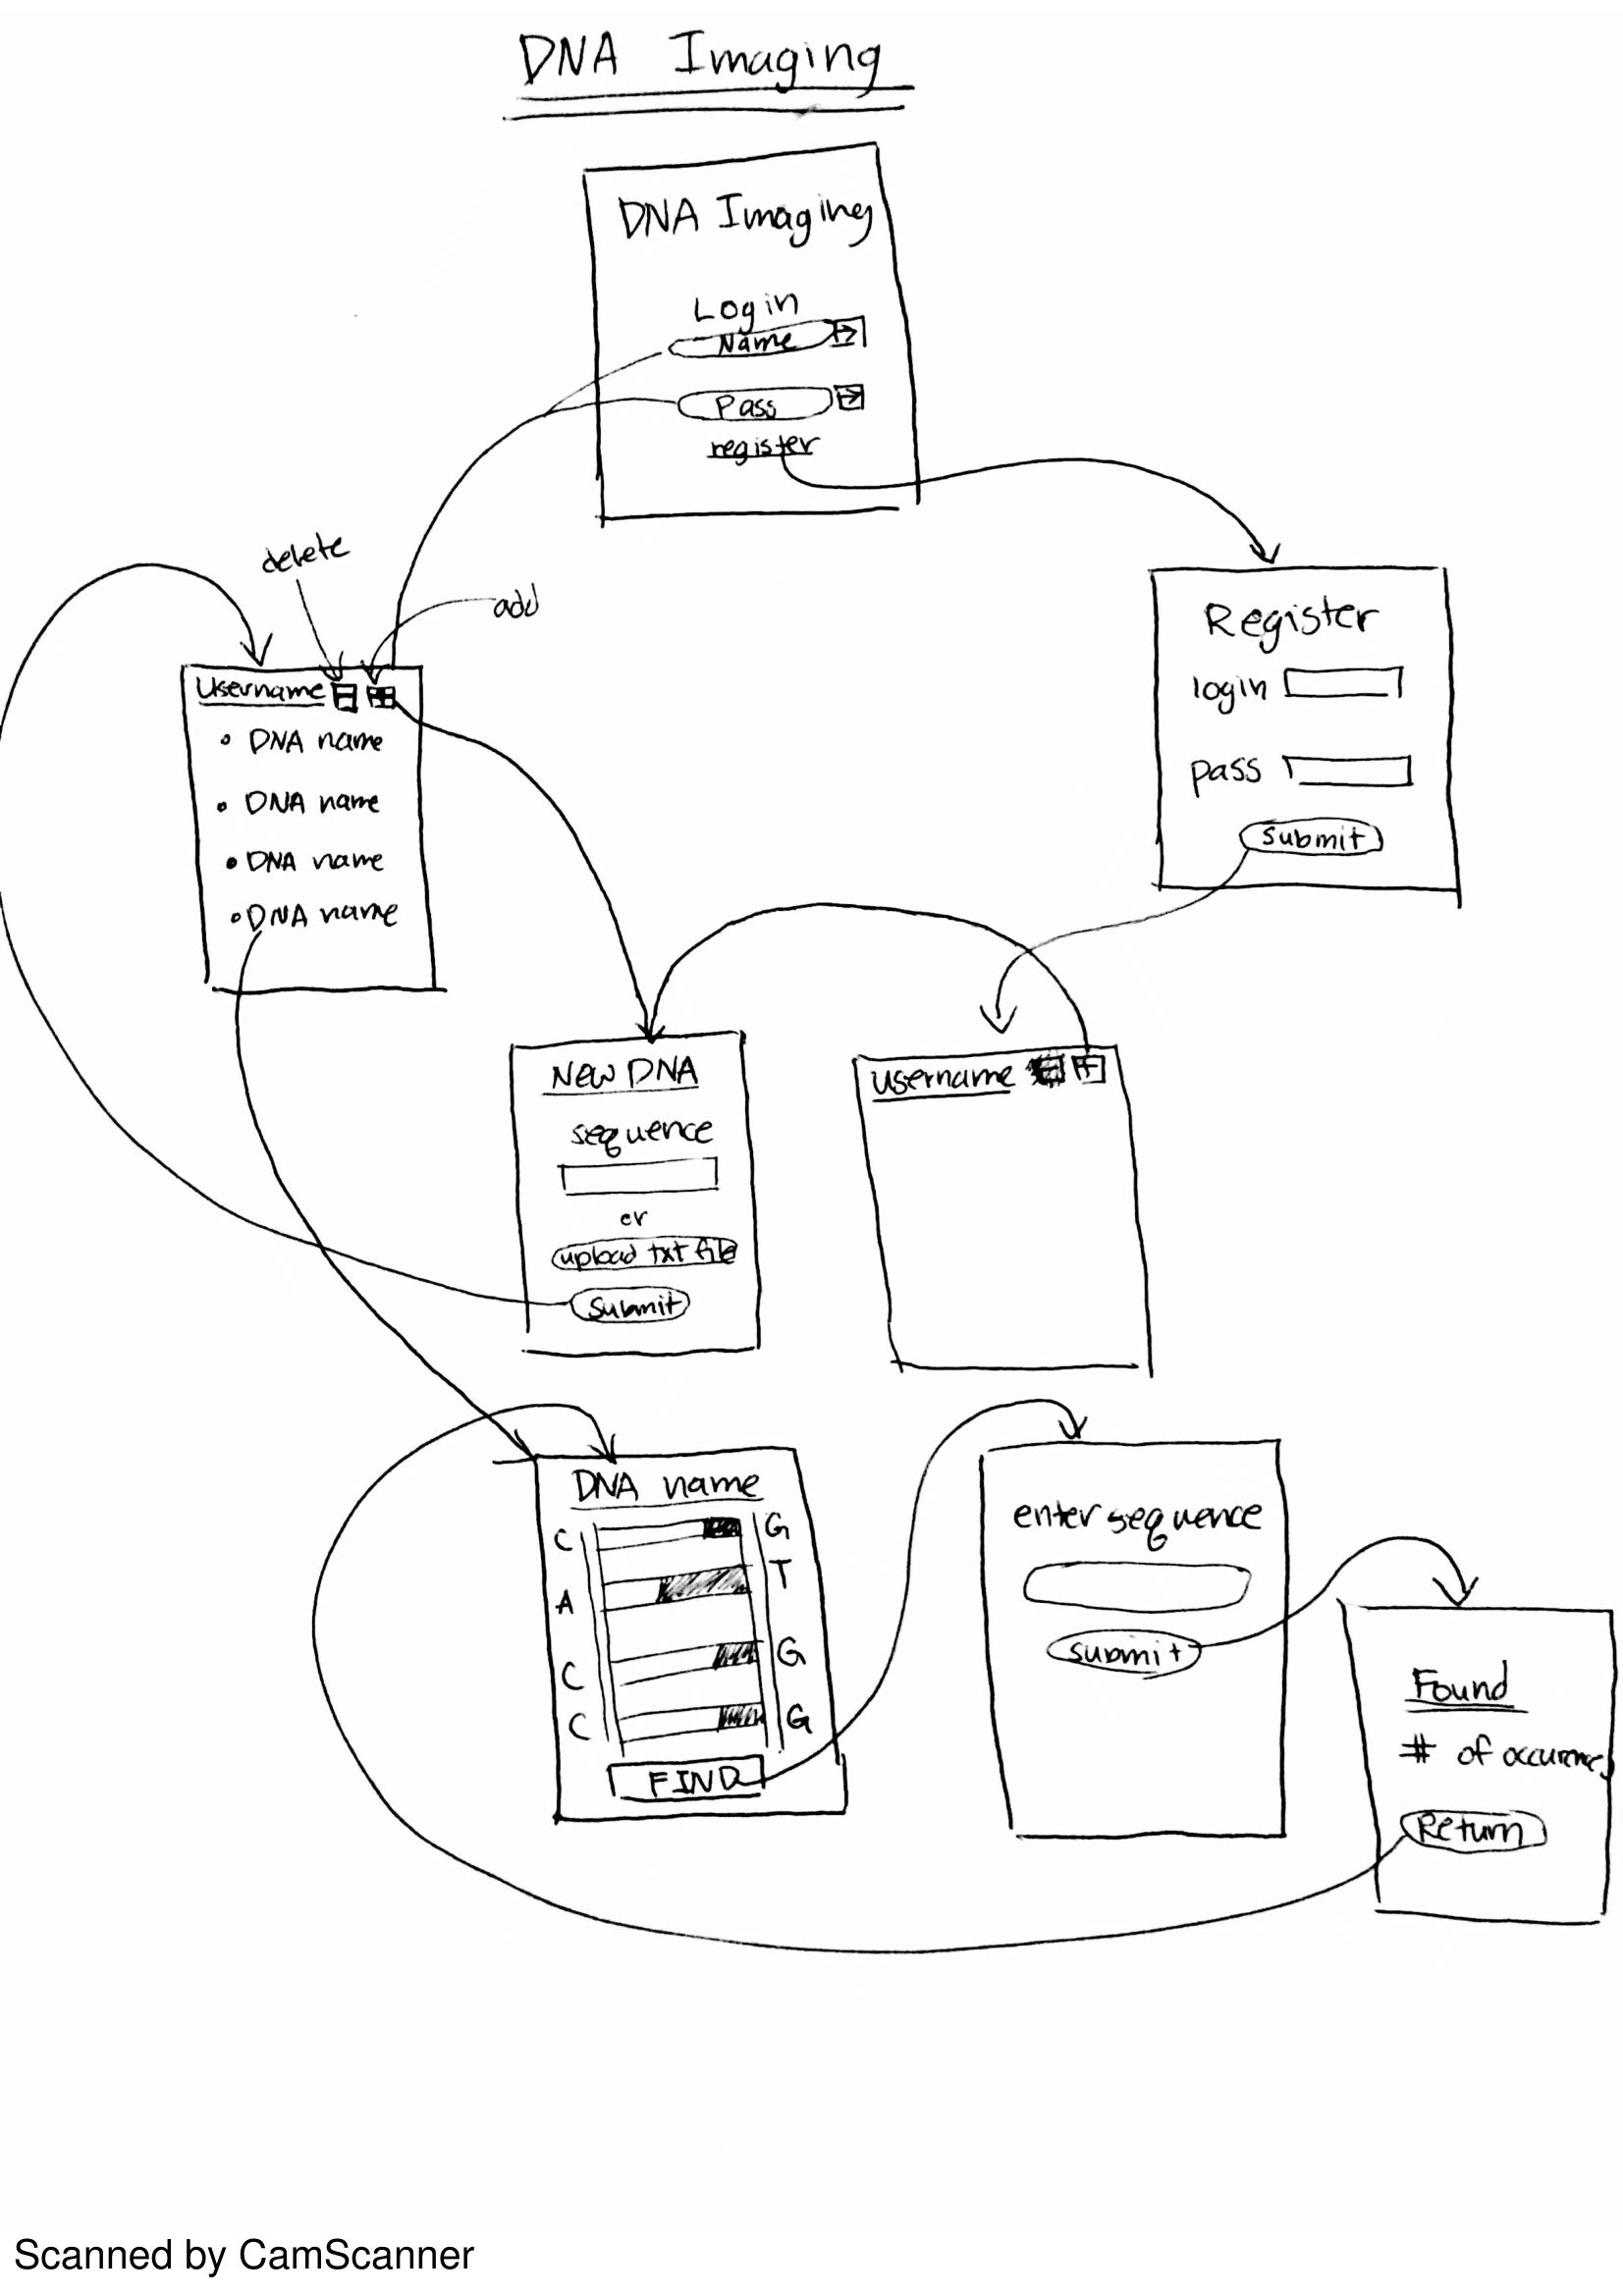 DNA Imaging
DNA Imaging
Login
Name
Pass
register
delete
add
Username
DNA name
DNA name
DNA name
DNA name
Register
login
pass
submit
New DNA
sequence
or
upload txt file
submit
username
DNA name
C G
A T
C G
C G
FIND
enter sequence
submit
Found
# of occurences
Return
Scanned by CamScanner